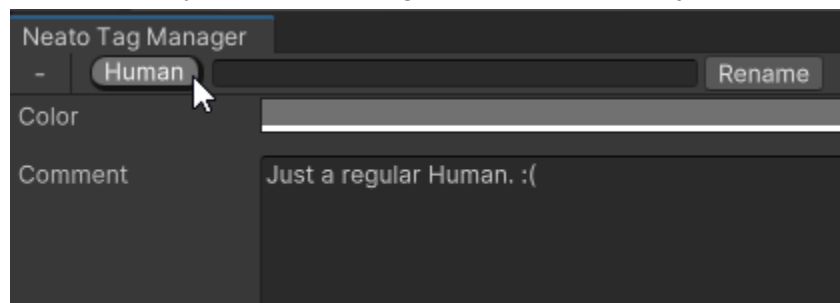 Neato Tag Manager
- Human Rename
Color
Comment Just a regular Human. :(